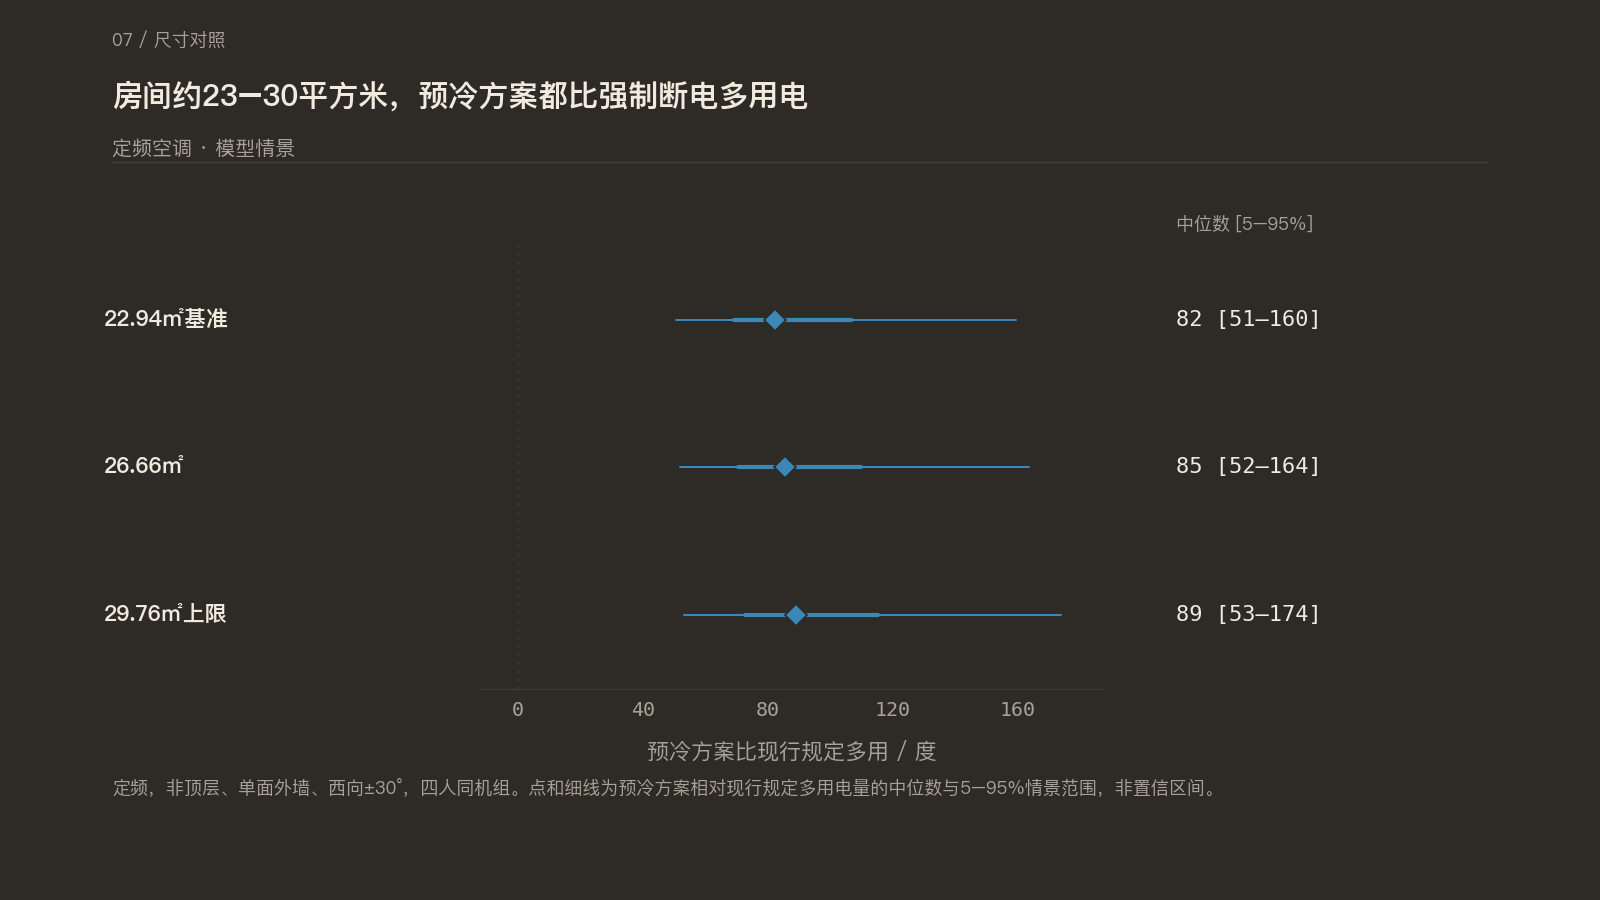 07 / 尺寸对照
房间约23—30平方米，预冷方案都比强制断电多用电
定频空调 · 模型情景
中位数 [5—95%]
22.94㎡基准
82 [51—160]
26.66㎡
85 [52—164]
29.76㎡上限
89 [53—174]
0 40 80 120 160
预冷方案比现行规定多用 / 度
定频，非顶层、单面外墙、西向±30°，四人同机组。点和细线为预冷方案相对现行规定多用电量的中位数与5—95%情景范围，非置信区间。